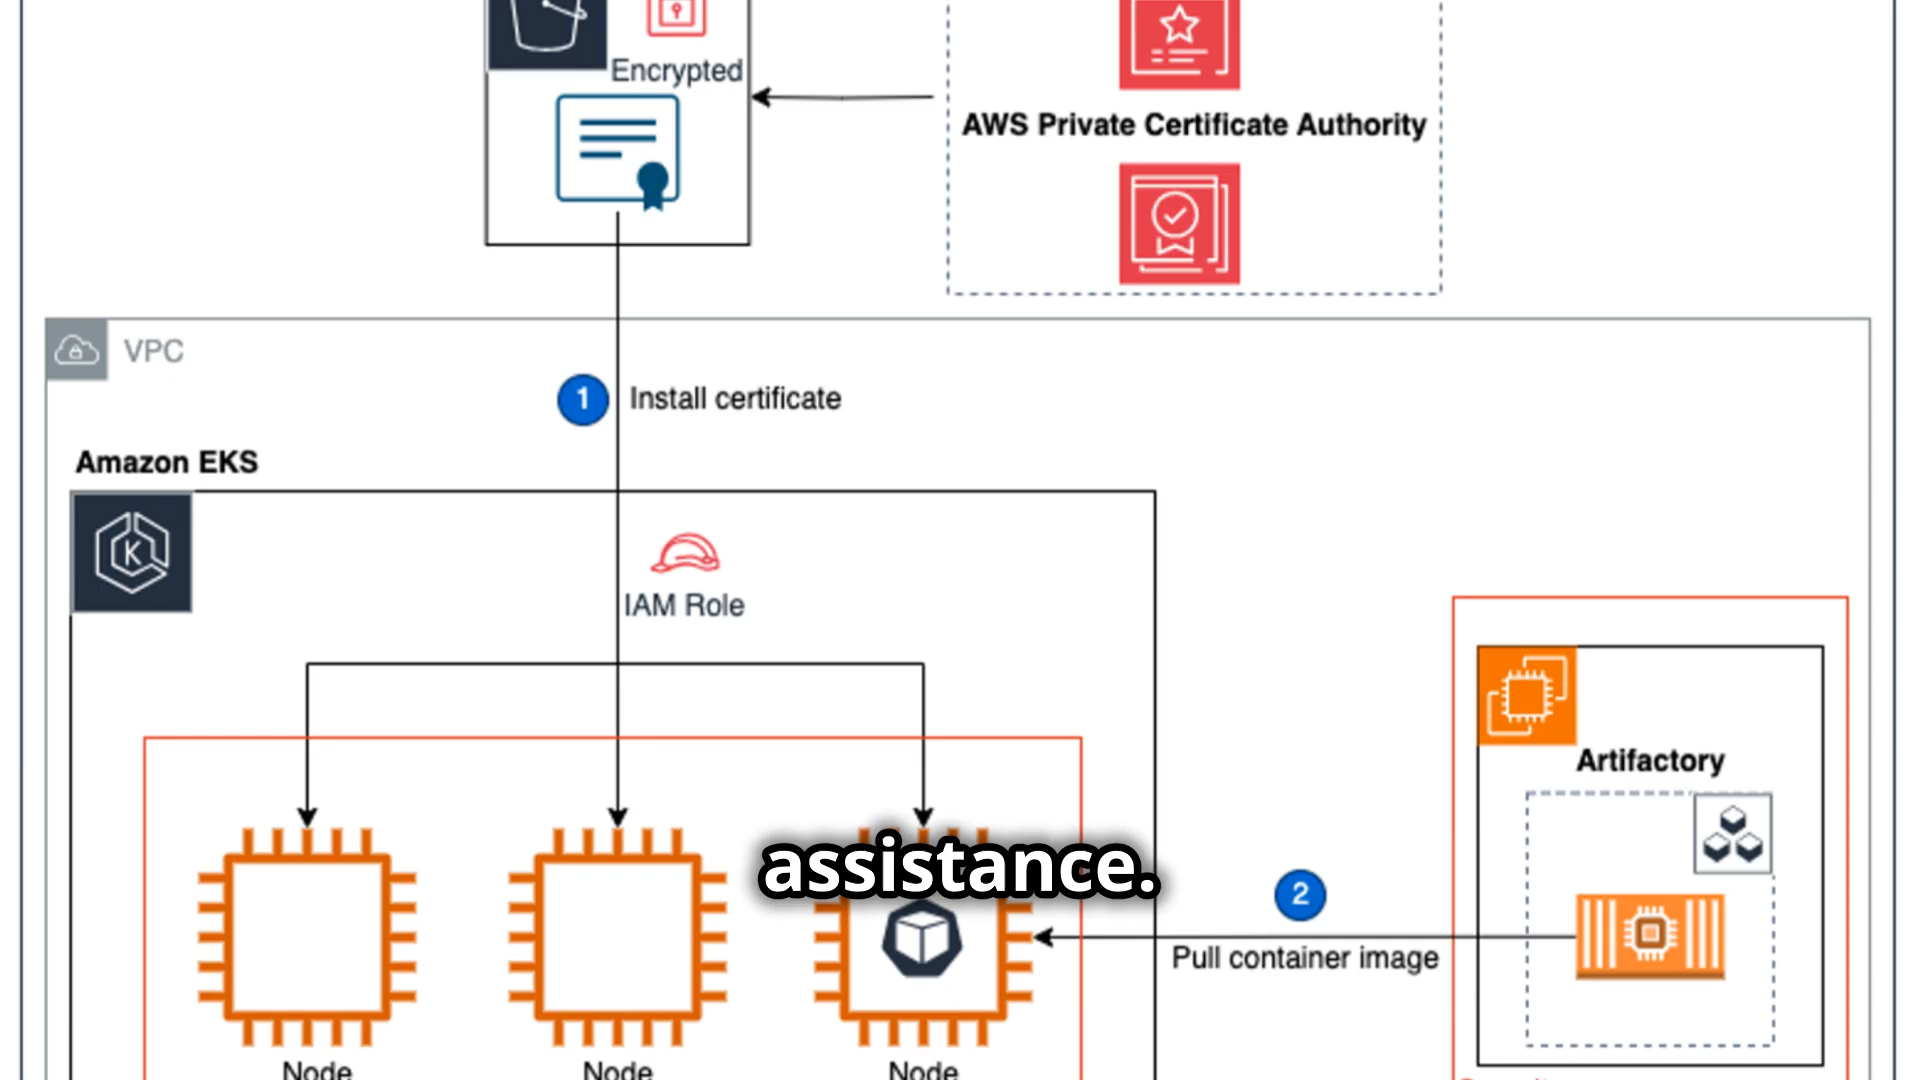 Encrypted
AWS Private Certificate Authority
VPC
1
Install certificate
Amazon EKS
K
IAM Role
Artifactory
assistance.
2
Pull container image
Node
Node
Node